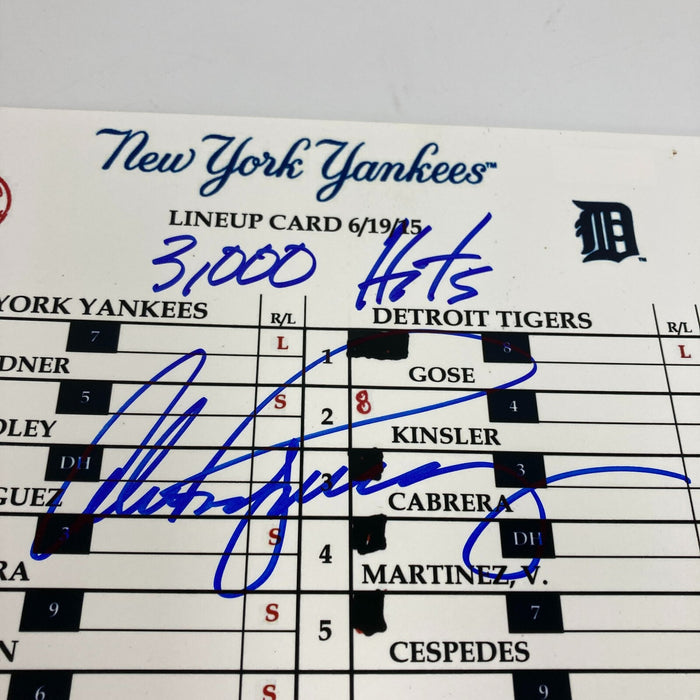 New York Yankees™
LINEUP CARD 6/19/15
3,000 Hits
YORK YANKEES R/L DETROIT TIGERS R/L
7 L 1 8 L
DNER GOSE
5 S 2 8 4
DLEY KINSLER
DH 3 3
GUEZ CABRERA
S 4 DH
RA MARTINEZ, V.
9 S 5 7
N CESPEDES
6 S 9